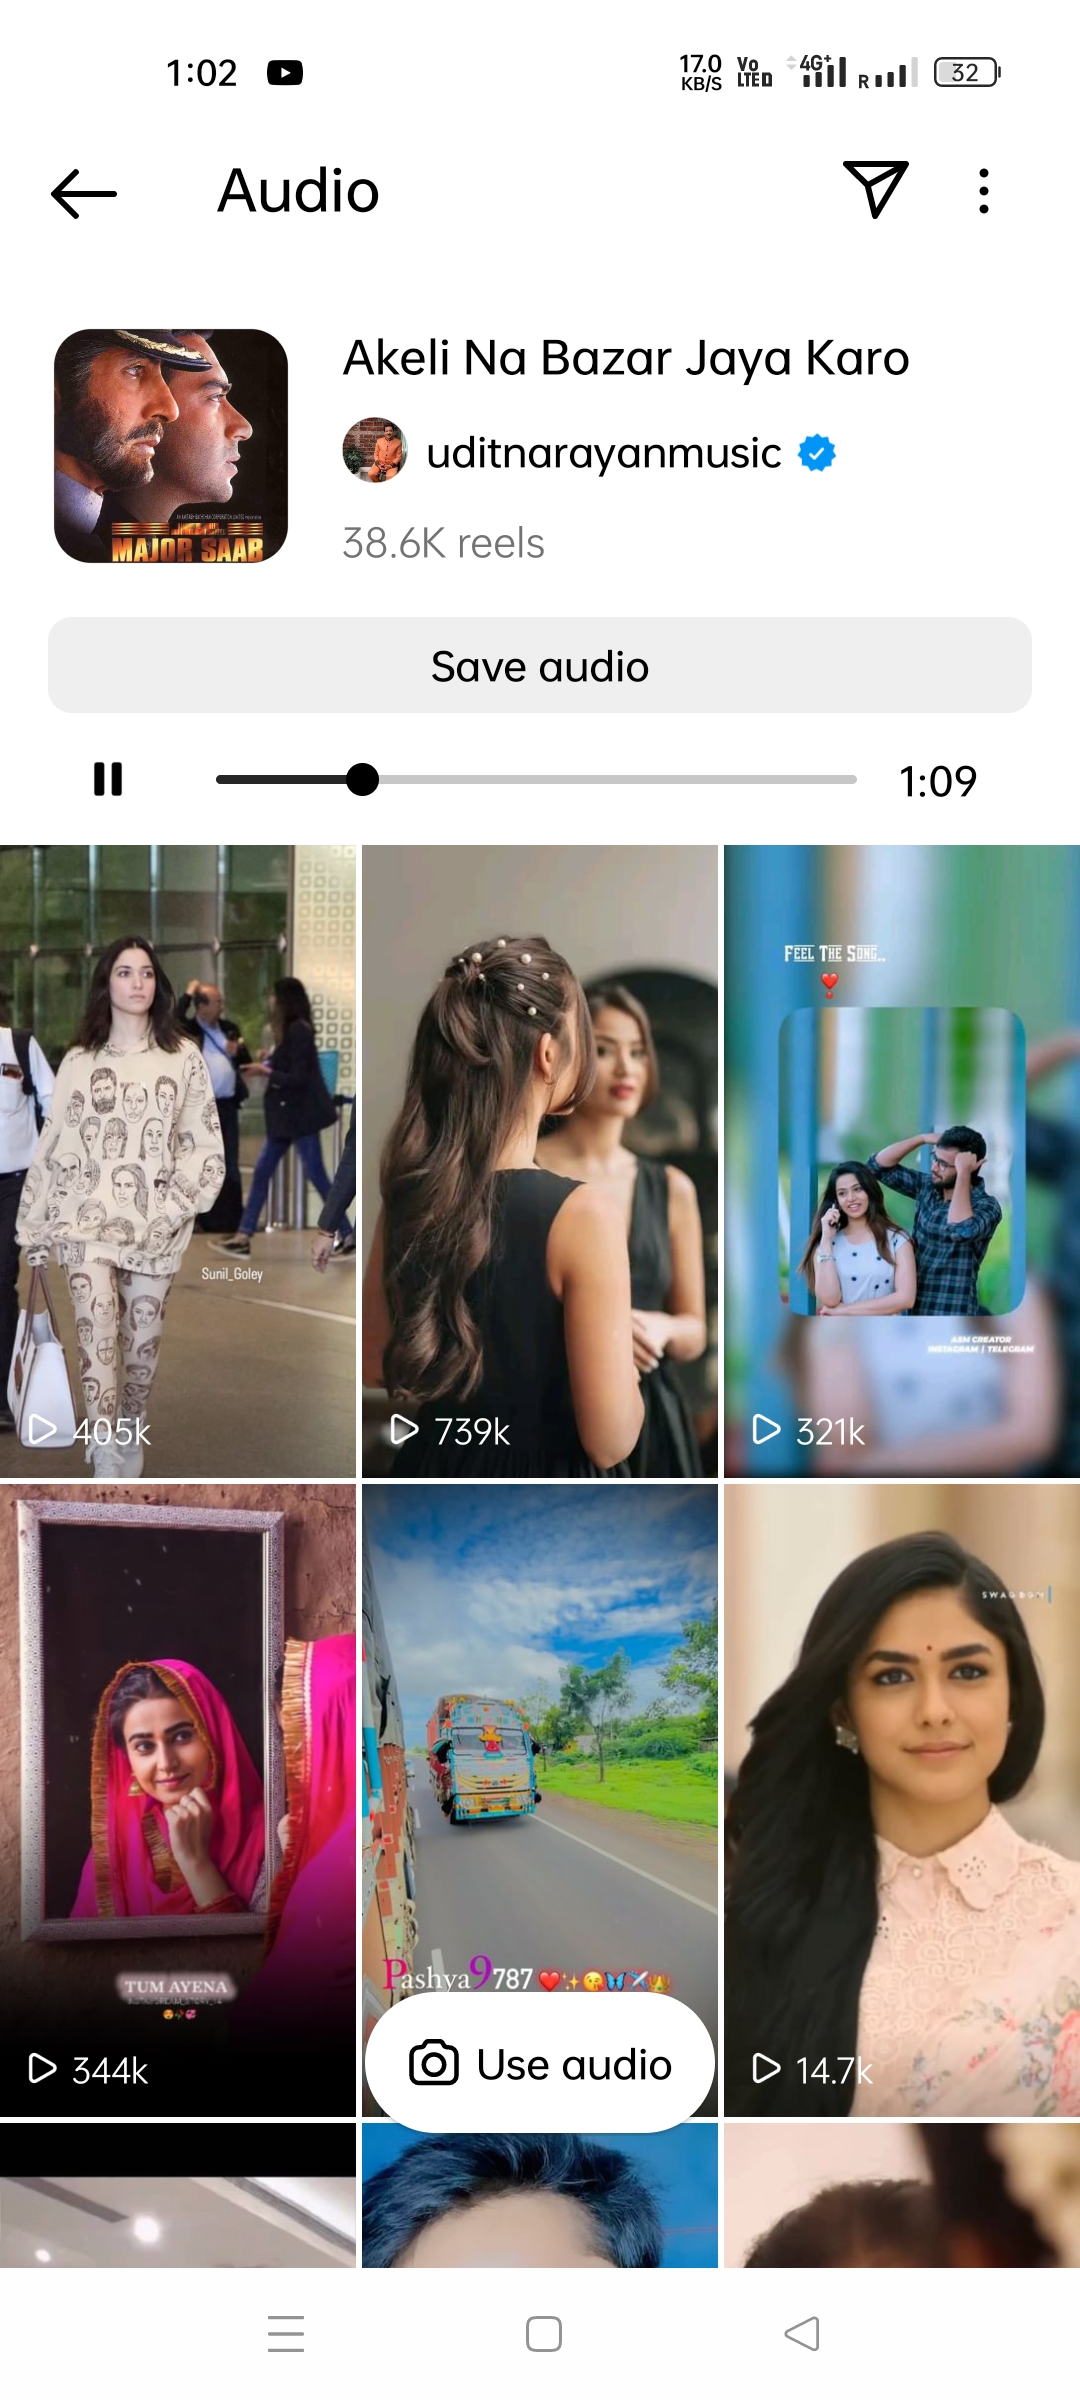 1:02
17.0 KB/S Vo LTE D 4G+ R 32
Audio
Akeli Na Bazar Jaya Karo
MAJOR SAAB
uditnarayanmusic
38.6K reels
Save audio
1:09
FEEL THE SONG..
Sunil_Goley
ASM CREATOR
INSTAGRAM | TELEGRAM
405k
739k
321k
TUM AYENA
Pashya9787
344k
Use audio
14.7k